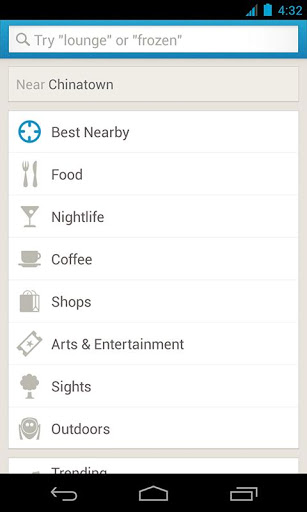 4:32
Try “lounge” or “frozen”
Near Chinatown
Best Nearby
Food
Nightlife
Coffee
Shops
Arts & Entertainment
Sights
Outdoors
Trending